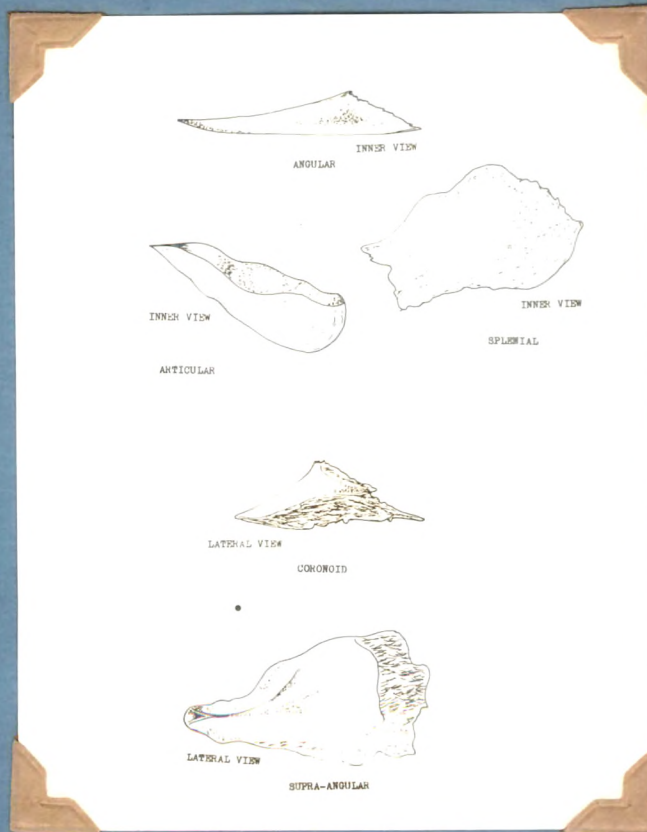 INNER VIEW
ANGULAR
INNER VIEW
SPLENIAL
INNER VIEW
ARTICULAR
LATERAL VIEW
CORONOID
LATERAL VIEW
SUPRA-ANGULAR